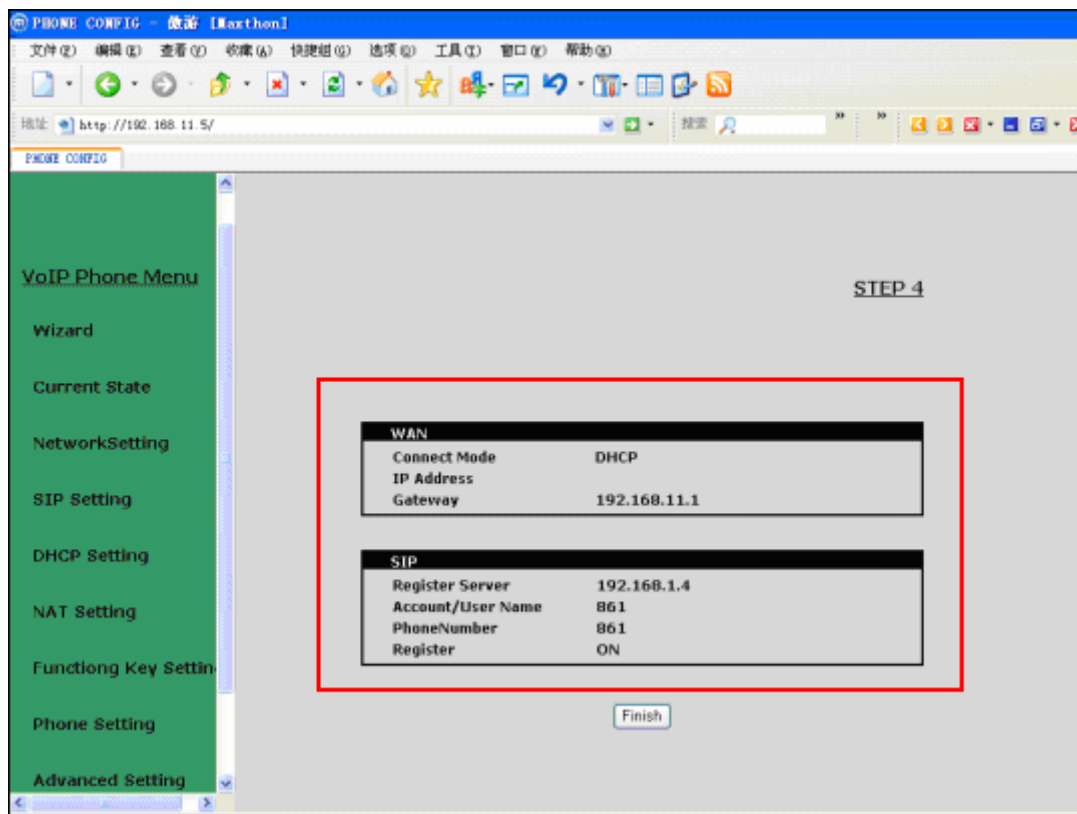 PHONE CONFIG - 傲游 [Maxthon]
文件(F) 编辑(E) 查看(V) 收藏(A) 快捷组(G) 选项(O) 工具(T) 窗口(W) 帮助(H)
地址 http://192.168.11.5/ 搜索
PHONE CONFIG
VoIP Phone Menu
STEP 4
Wizard
Current State
NetworkSetting
SIP Setting
DHCP Setting
NAT Setting
Functiong Key Settin
Phone Setting
Advanced Setting
WAN
Connect Mode DHCP
IP Address
Gateway 192.168.11.1
SIP
Register Server 192.168.1.4
Account/User Name 861
PhoneNumber 861
Register ON
Finish